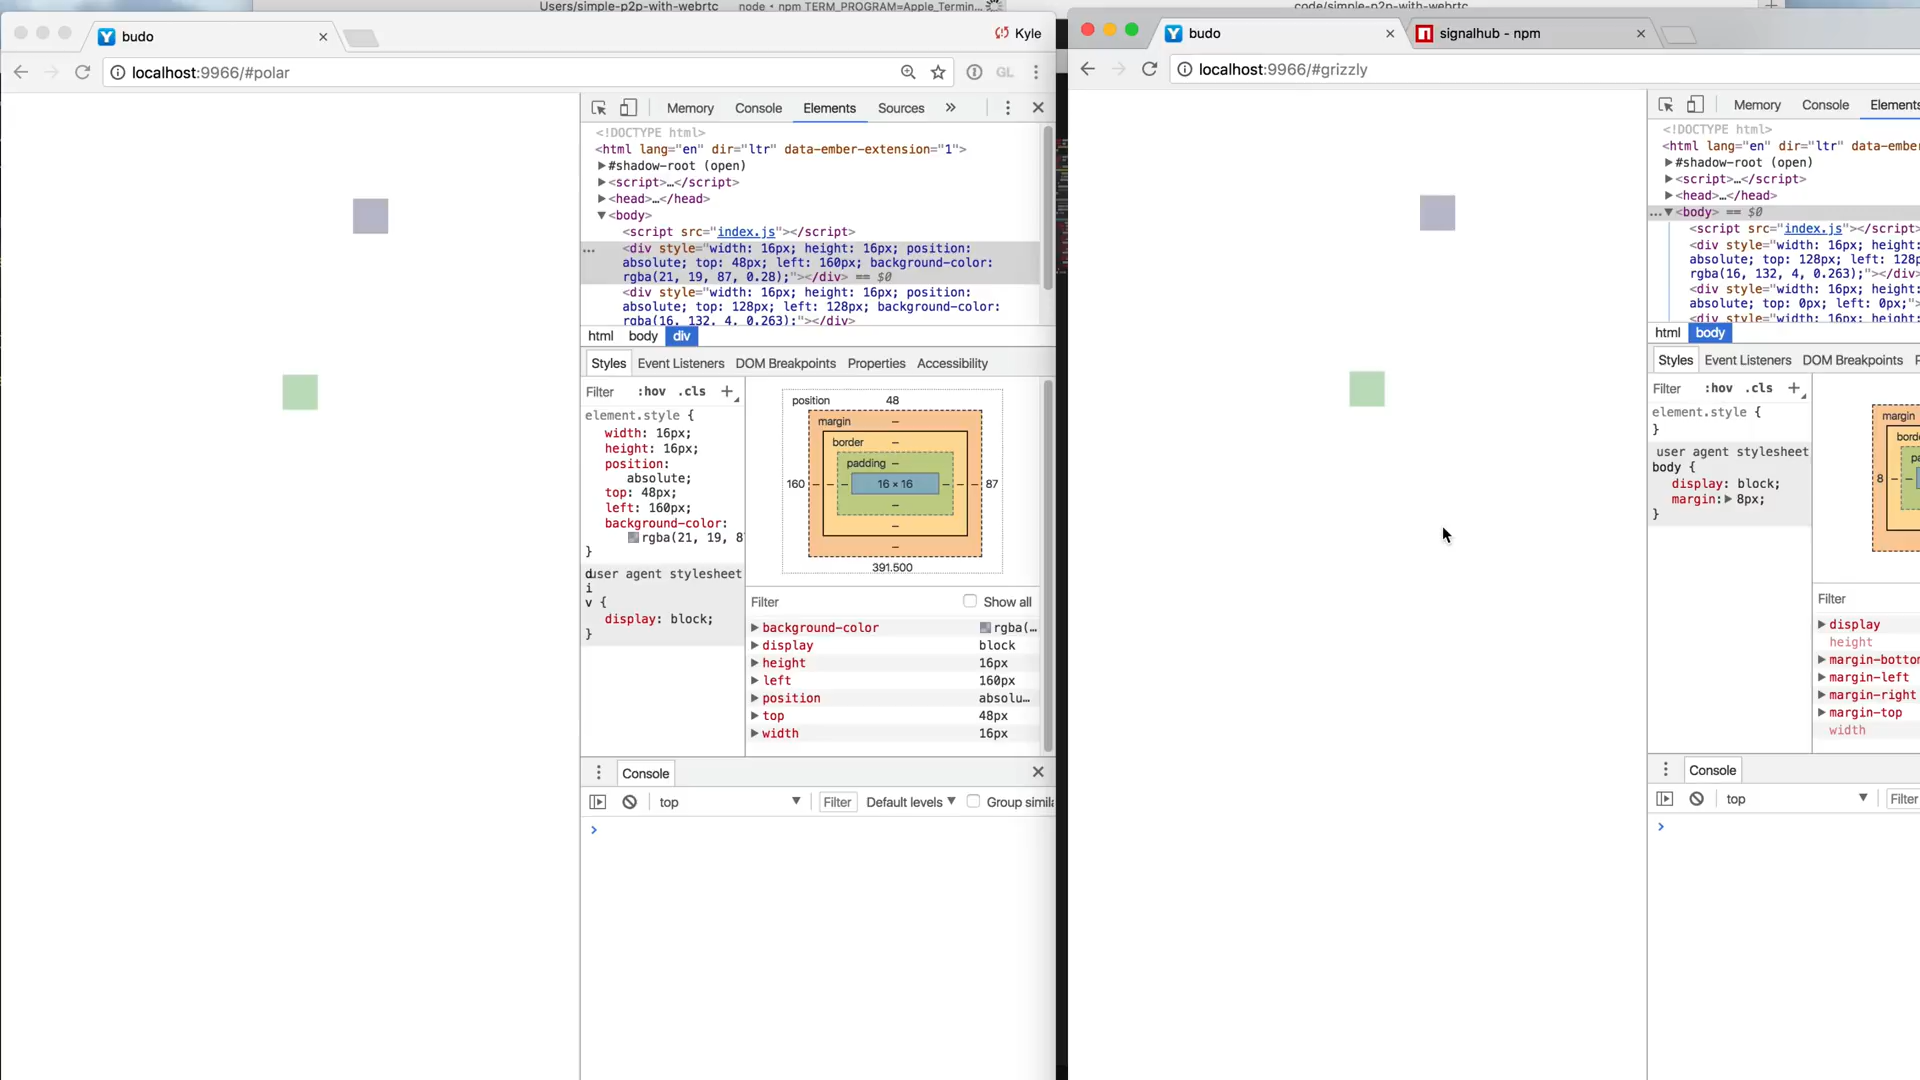 Users/simple-p2p-with-webrtc
node • npm TERM_PROGRAM=Apple_Termin...
code/simple-p2p-with-webrtc
budo
Kyle
localhost:9966/#polar
GL
Memory
Console
Elements
Sources
<!DOCTYPE html>
<html lang="en" dir="ltr" data-ember-extension="1">
#shadow-root (open)
<script>…</script>
<head>…</head>
<body>
<script src="index.js"></script>
<div style="width: 16px; height: 16px; position:
absolute; top: 48px; left: 160px; background-color:
rgba(21, 19, 87, 0.28);"></div> == $0
<div style="width: 16px; height: 16px; position:
absolute; top: 128px; left: 128px; background-color:
rgba(16, 132, 4, 0.263);"></div>
html
body
div
Styles
Event Listeners
DOM Breakpoints
Properties
Accessibility
Filter
:hov
.cls
+
element.style {
width: 16px;
height: 16px;
position:
absolute;
top: 48px;
left: 160px;
background-color:
rgba(21, 19, 8
}
user agent stylesheet
d
i
v {
display: block;
}
position
48
margin
–
border
–
padding –
160
–
–
–
16 × 16
–
–
–
87
–
–
–
391.500
Filter
Show all
background-color
rgba(…
display
block
height
16px
left
160px
position
absolu…
top
48px
width
16px
Console
top
Filter
Default levels
Group simila
>
budo
signalhub - npm
localhost:9966/#grizzly
Memory
Console
Elements
<!DOCTYPE html>
<html lang="en" dir="ltr" data-embe
#shadow-root (open)
<script>…</script>
<head>…</head>
…
<body> == $0
<script src="index.js"></script>
<div style="width: 16px; height:
absolute; top: 128px; left: 128p
rgba(16, 132, 4, 0.263);"></div>
<div style="width: 16px; height:
absolute; top: 0px; left: 0px;">
<div style="width: 16px; height:
html
body
Styles
Event Listeners
DOM Breakpoints
Filter
:hov
.cls
+
element.style {
}
user agent stylesheet
body {
display: block;
margin: 8px;
}
margin
borde
pa
8
–
–
Filter
display
height
margin-bottom
margin-left
margin-right
margin-top
width
Console
top
Filter
>